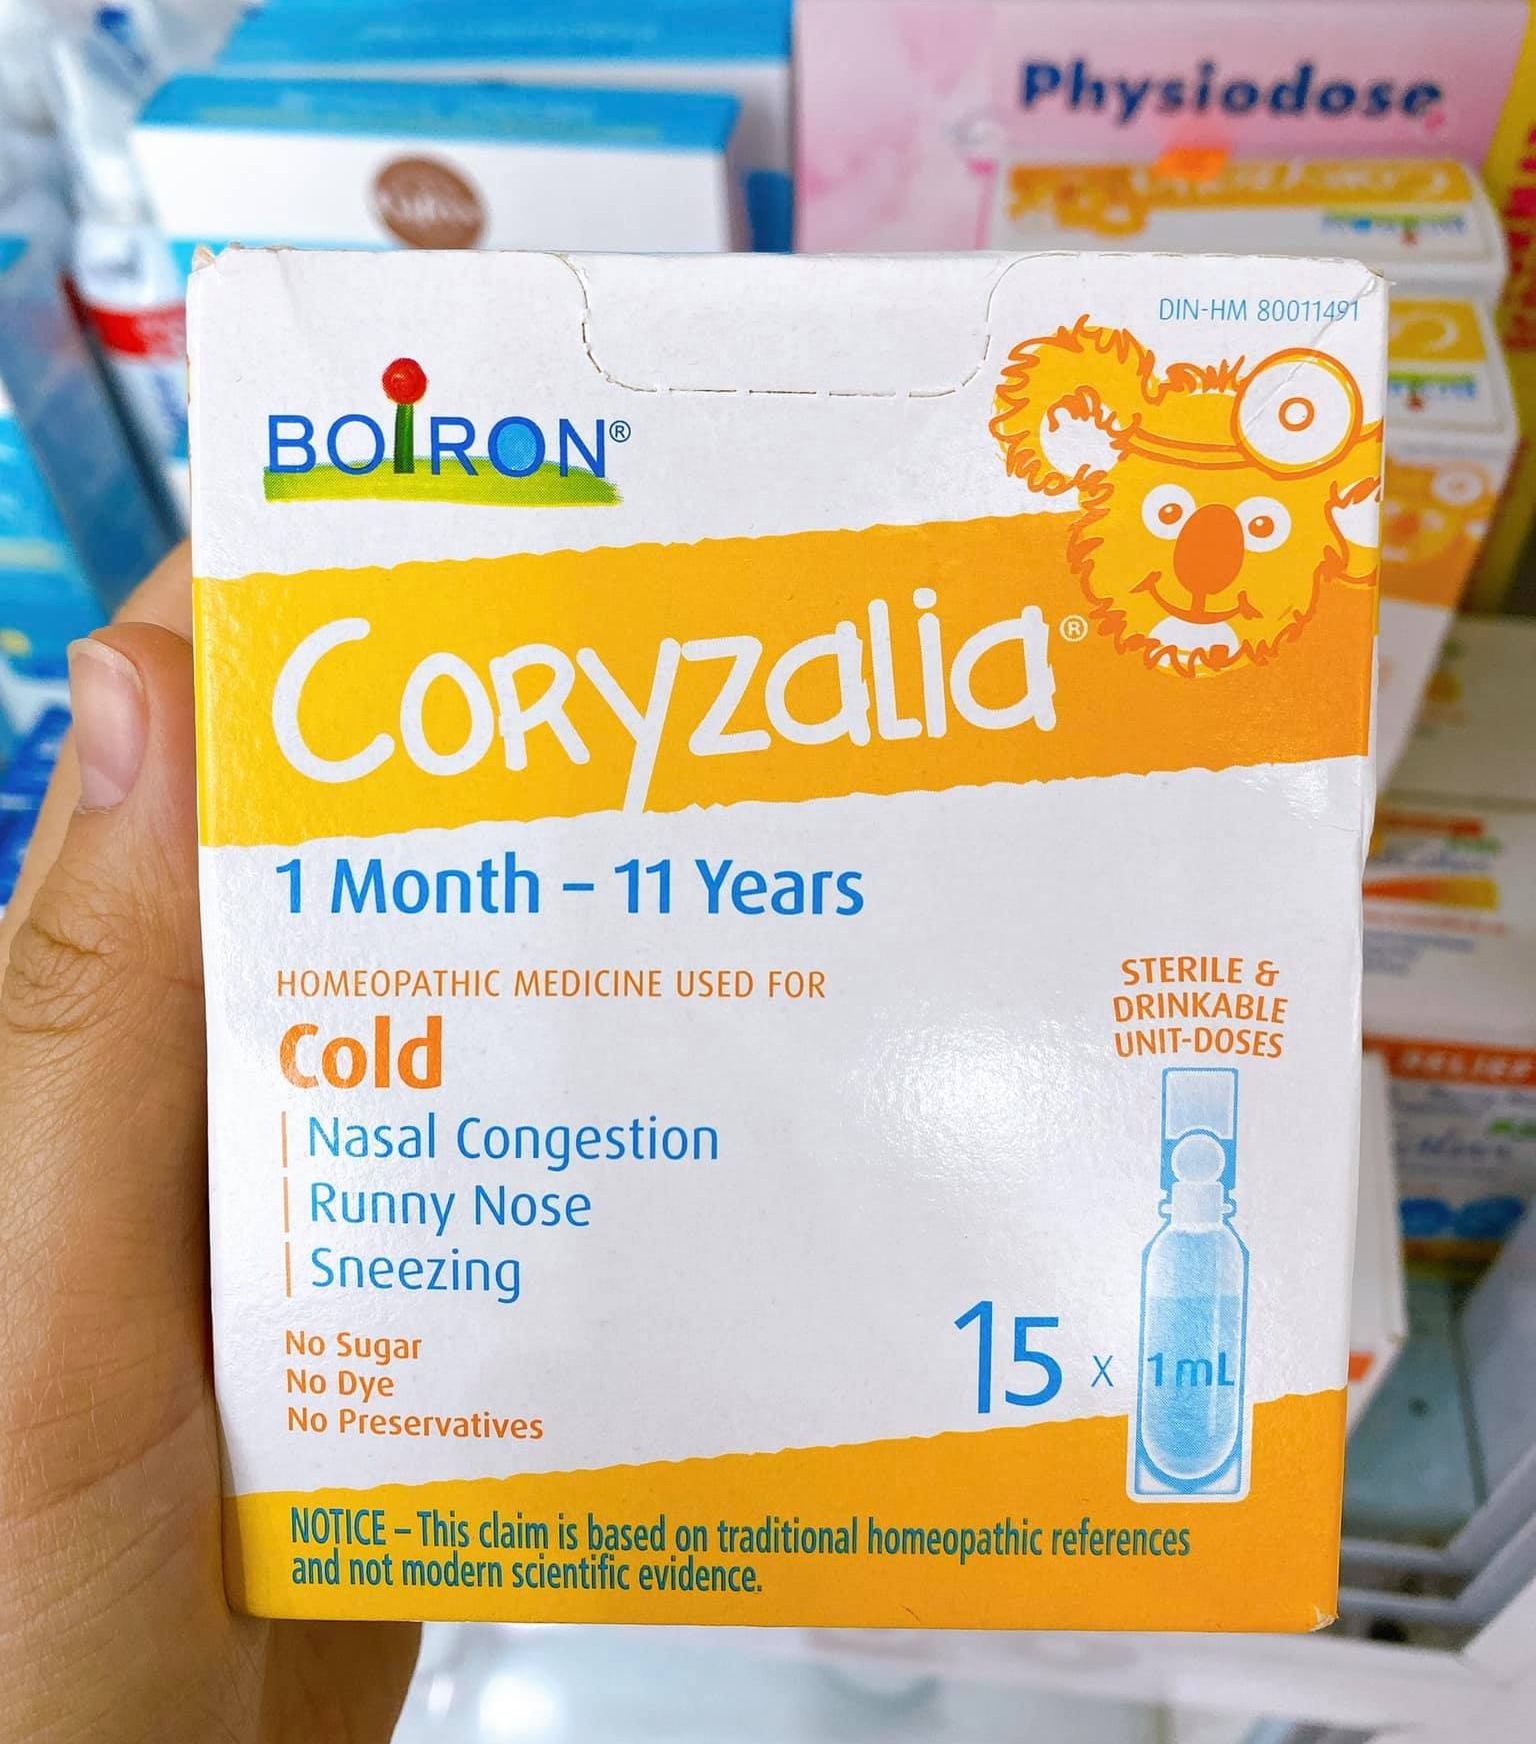 Physiodose
DIN-HM 80011491
BOIRON®
CORYZALIA®
1 Month – 11 Years
HOMEOPATHIC MEDICINE USED FOR
Cold
Nasal Congestion
Runny Nose
Sneezing
STERILE &
DRINKABLE
UNIT-DOSES
No Sugar
No Dye
No Preservatives
15 x 1 mL
NOTICE – This claim is based on traditional homeopathic references
and not modern scientific evidence.